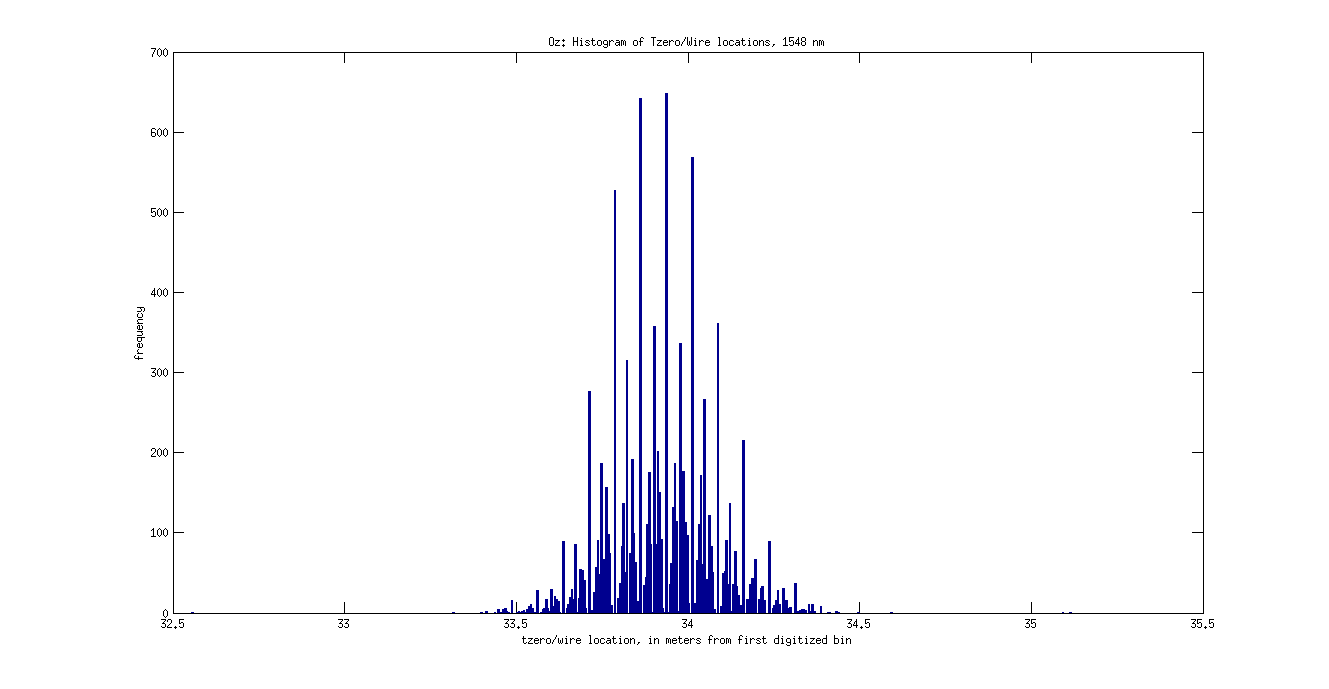 Oz: Histogram of Tzero/Wire locations, 1548 nm
700
600
500
400
300
200
100
0
frequency
32.5 33 33.5 34 34.5 35 35.5
tzero/wire location, in meters from first digitized bin